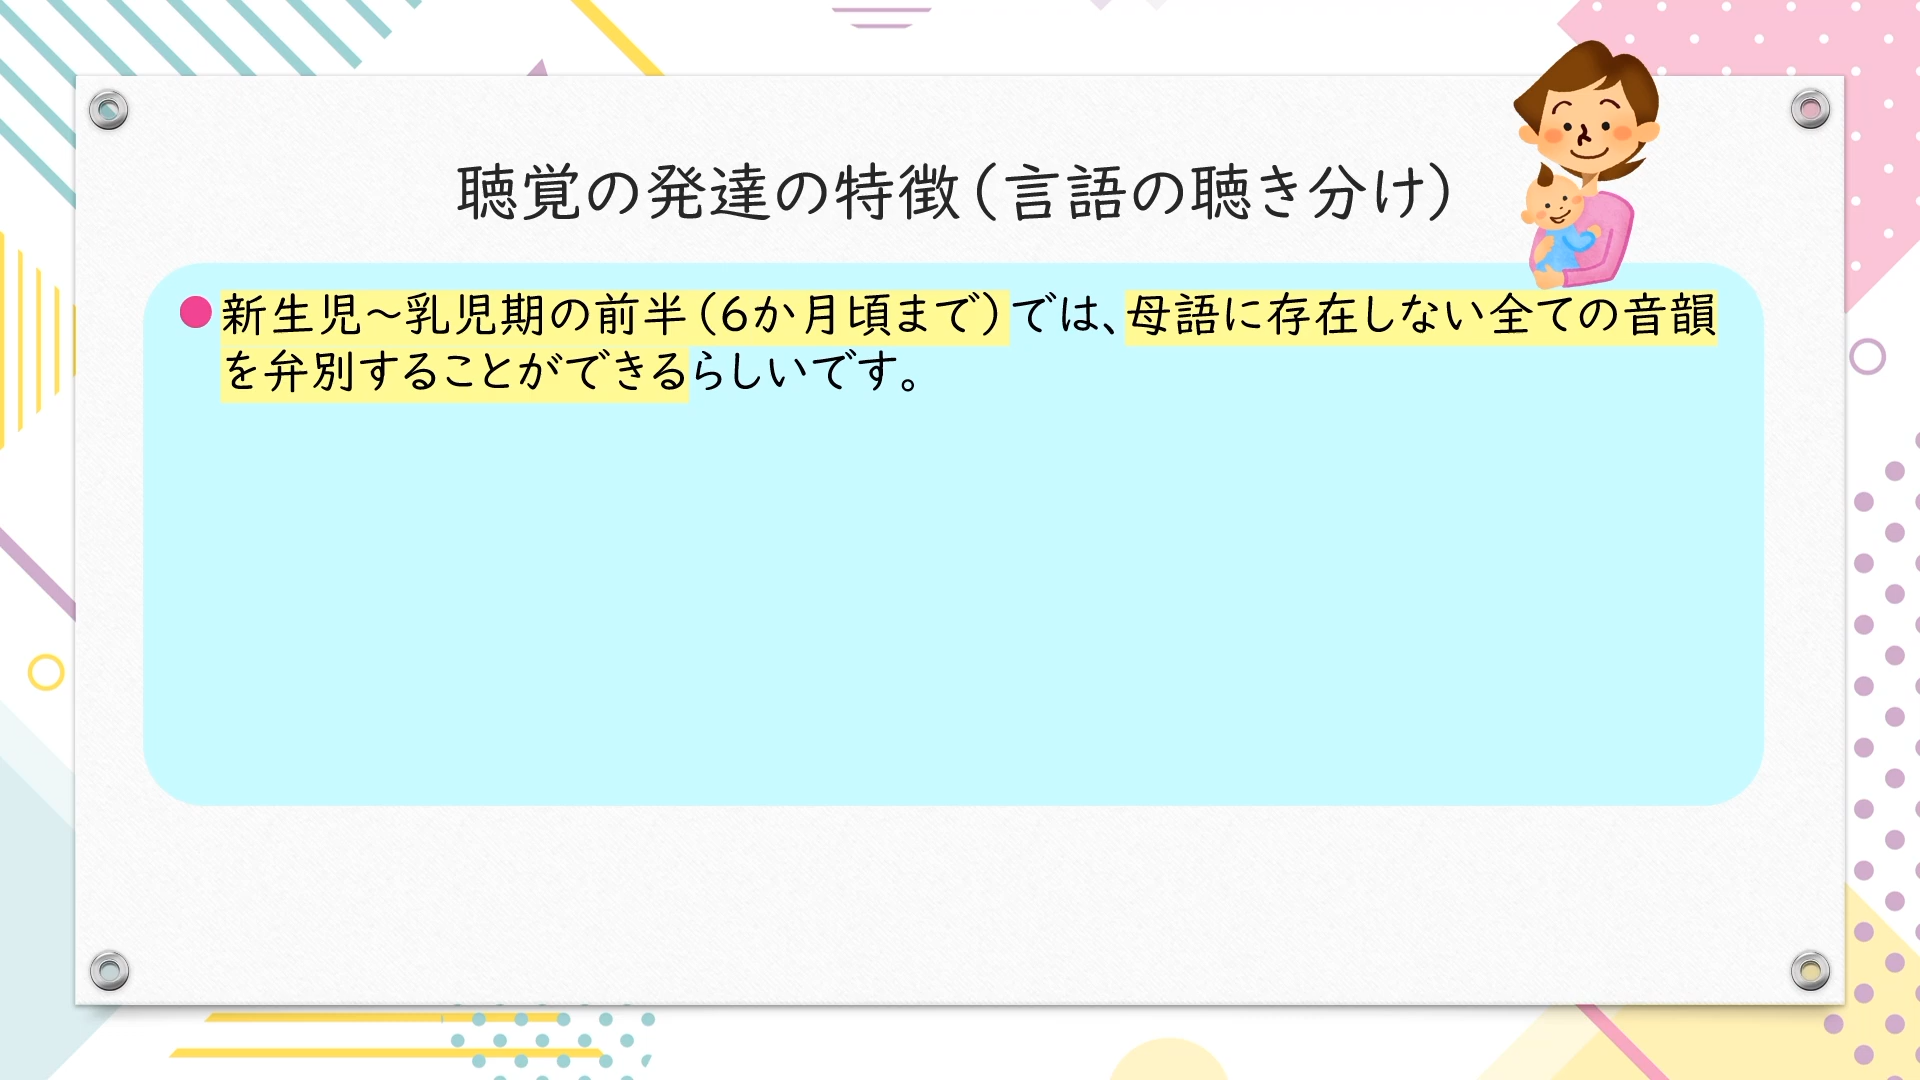 聴覚の発達の特徴（言語の聴き分け）
●新生児～乳児期の前半（6か月頃まで）では、母語に存在しない全ての音韻
を弁別することができるらしいです。